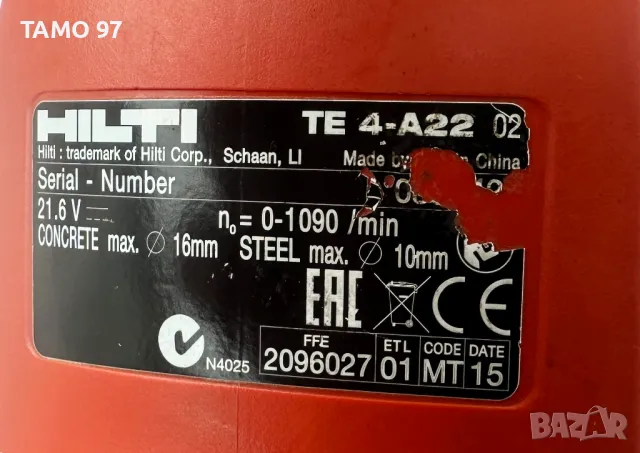 TAMO 97
HILTI TE 4-A22 02
Hilti : trademark of Hilti Corp., Schaan, LI Made by China
Serial - Number
21.6 V n₀ = 0-1090 /min
CONCRETE max. ∅ 16mm STEEL max. ∅ 10mm
EAC CE
N4025
FFE ETL CODE DATE
2096027 01 MT 15
BAZAR